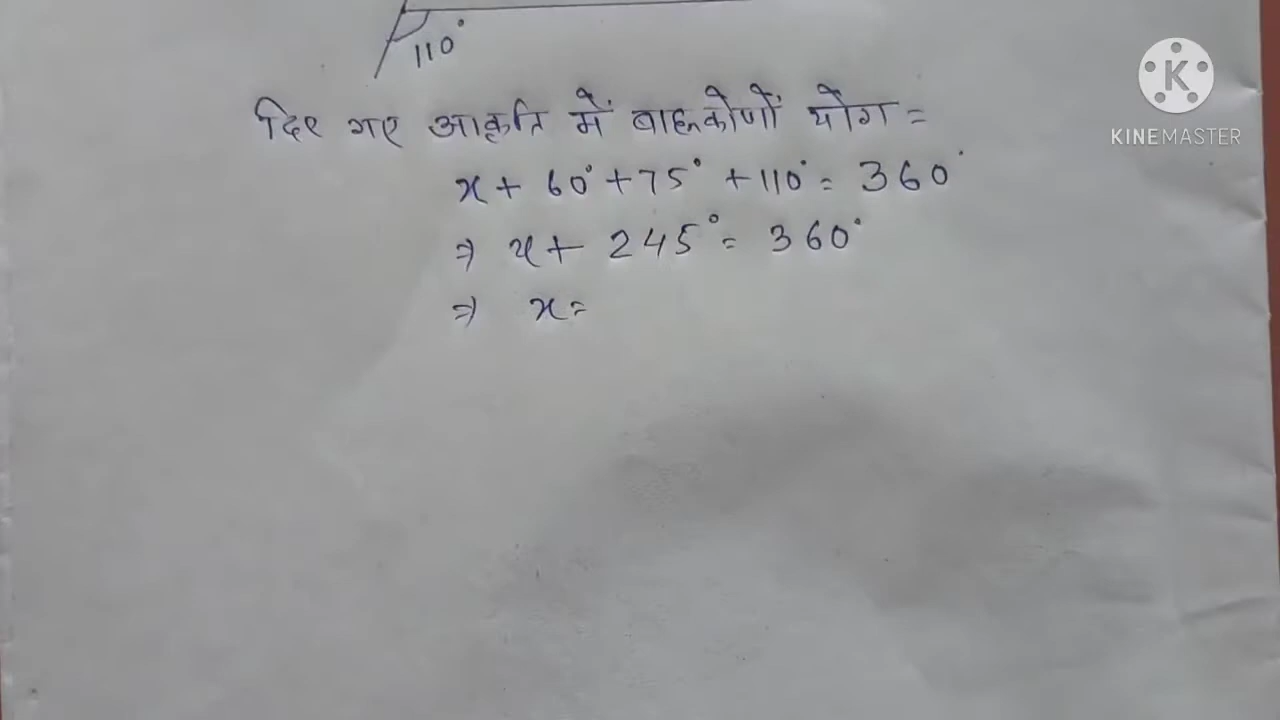 110°
दिए गए आकृति में बाह्यकोणों योग =
x + 60° + 75° + 110° = 360°
⇒ x + 245° = 360°
⇒ x =
K
KINEMASTER